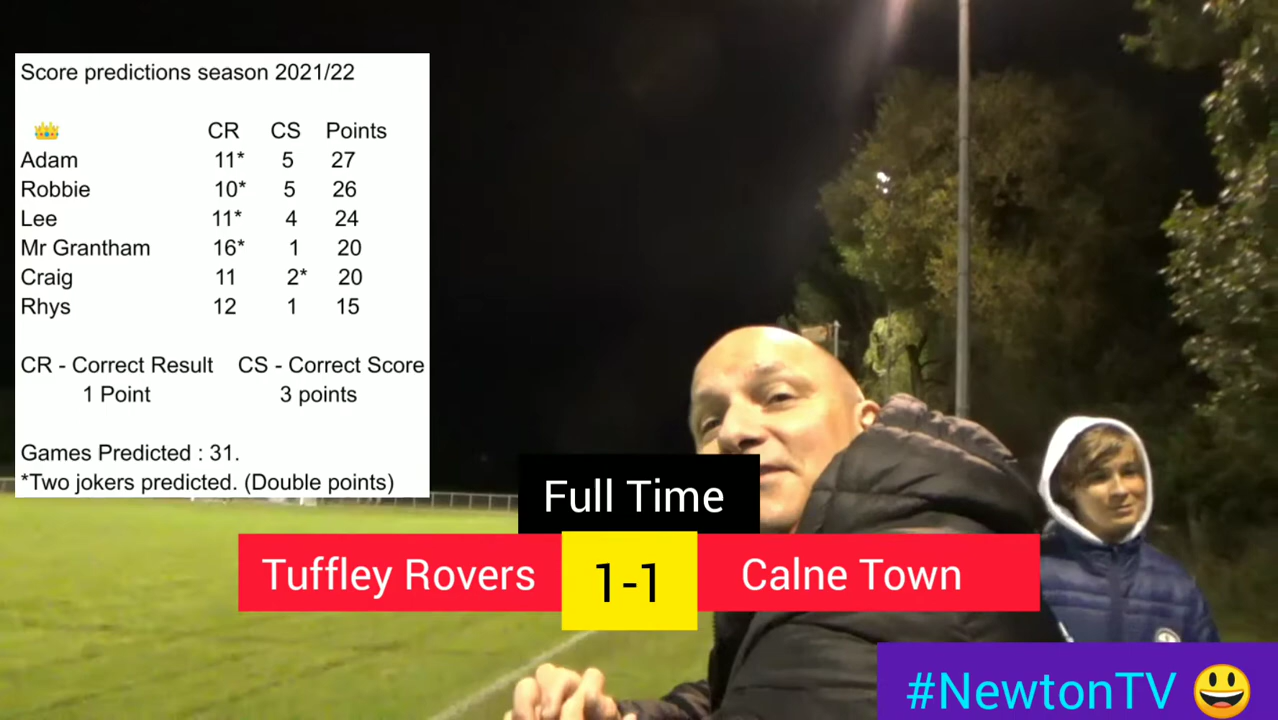 Score predictions season 2021/22
👑 CR CS Points
Adam 11* 5 27
Robbie 10* 5 26
Lee 11* 4 24
Mr Grantham 16* 1 20
Craig 11 2* 20
Rhys 12 1 15
CR - Correct Result CS - Correct Score
1 Point 3 points
Games Predicted : 31.
*Two jokers predicted. (Double points)
Full Time
Tuffley Rovers 1-1 Calne Town
#NewtonTV 😃